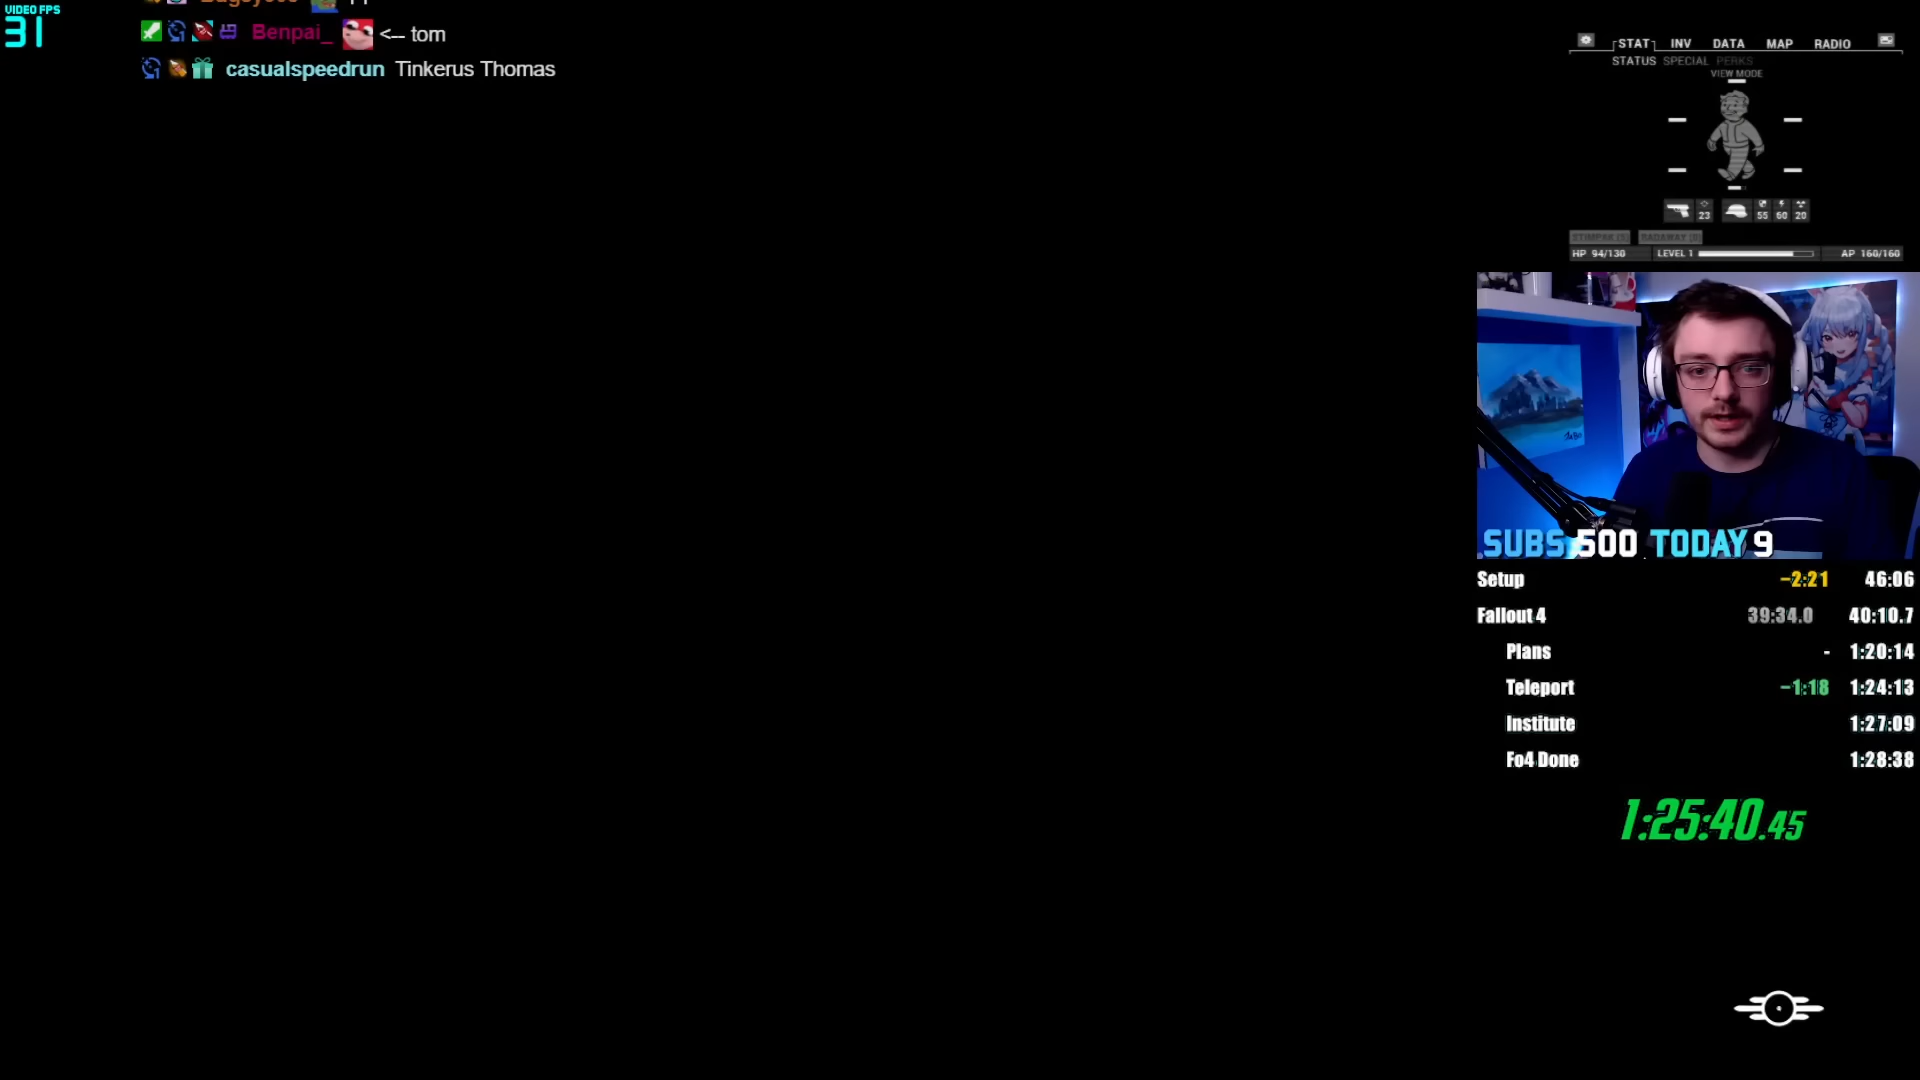 VIDEO FPS
31
Benpai_ <-- tom
casualspeedrun Tinkerus Thomas
STAT INV DATA MAP RADIO
STATUS SPECIAL PERKS
VIEW MODE
23 55 60 20
HP 94/130 LEVEL 1 AP 160/160
SUBS 500 TODAY 9
Setup -2:21 46:06
Fallout 4 39:34.0 40:10.7
Plans - 1:20:14
Teleport -1:18 1:24:13
Institute 1:27:09
Fo4 Done 1:28:38
1:25:40.45